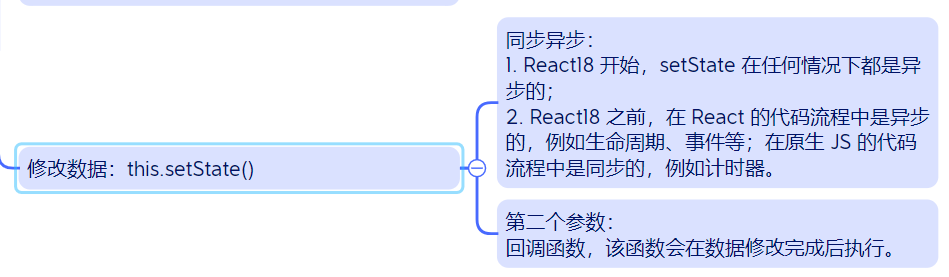 修改数据：this.setState()
同步异步：
1. React18 开始，setState 在任何情况下都是异
步的；
2. React18 之前，在 React 的代码流程中是异步
的，例如生命周期、事件等；在原生 JS 的代码
流程中是同步的，例如计时器。
第二个参数：
回调函数，该函数会在数据修改完成后执行。